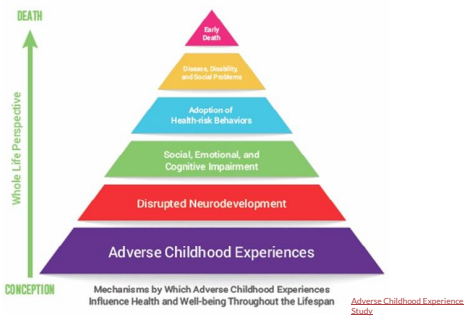 DEATH
Early
Death
Disease, Disability,
and Social Problems
Adoption of
Health-risk Behaviors
Social, Emotional, and
Cognitive Impairment
Disrupted Neurodevelopment
Adverse Childhood Experiences
Whole Life Perspective
CONCEPTION
Mechanisms by Which Adverse Childhood Experiences
Influence Health and Well-being Throughout the Lifespan
Adverse Childhood Experience
Study